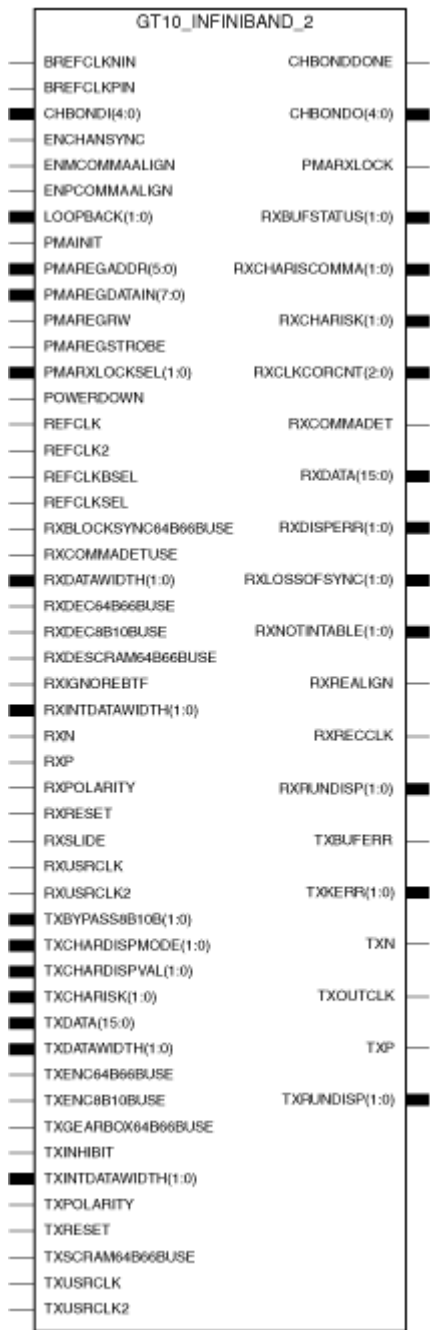 GT10_INFINIBAND_2
BREFCLKNIN CHBONDDONE
BREFCLKPIN
CHBONDI(4:0) CHBONDO(4:0)
ENCHANSYNC
ENMCOMMAALIGN PMARXLOCK
ENPCOMMAALIGN
LOOPBACK(1:0) RXBUFSTATUS(1:0)
PMAINIT
PMAREGADDR(5:0) RXCHARISCOMMA(1:0)
PMAREGDATAIN(7:0)
PMAREGRW RXCHARISK(1:0)
PMAREGSTROBE
PMARXLOCKSEL(1:0) RXCLKCORCNT(2:0)
POWERDOWN
REFCLK RXCOMMADET
REFCLK2
REFCLKBSEL RXDATA(15:0)
REFCLKSEL
RXBLOCKSYNC64B66BUSE RXDISPERR(1:0)
RXCOMMADETUSE
RXDATAWIDTH(1:0) RXLOSSOFSYNC(1:0)
RXDEC64B66BUSE
RXDEC8B10BUSE RXNOTINTABLE(1:0)
RXDESCRAM64B66BUSE
RXIGNOREBTF RXREALIGN
RXINTDATAWIDTH(1:0)
RXN RXRECCLK
RXP
RXPOLARITY RXRUNDISP(1:0)
RXRESET
RXSLIDE TXBUFERR
RXUSRCLK
RXUSRCLK2 TXKERR(1:0)
TXBYPASS8B10B(1:0)
TXCHARDISPMODE(1:0) TXN
TXCHARDISPVAL(1:0)
TXCHARISK(1:0) TXOUTCLK
TXDATA(15:0)
TXDATAWIDTH(1:0) TXP
TXENC64B66BUSE
TXENC8B10BUSE TXRUNDISP(1:0)
TXGEARBOX64B66BUSE
TXINHIBIT
TXINTDATAWIDTH(1:0)
TXPOLARITY
TXRESET
TXSCRAM64B66BUSE
TXUSRCLK
TXUSRCLK2